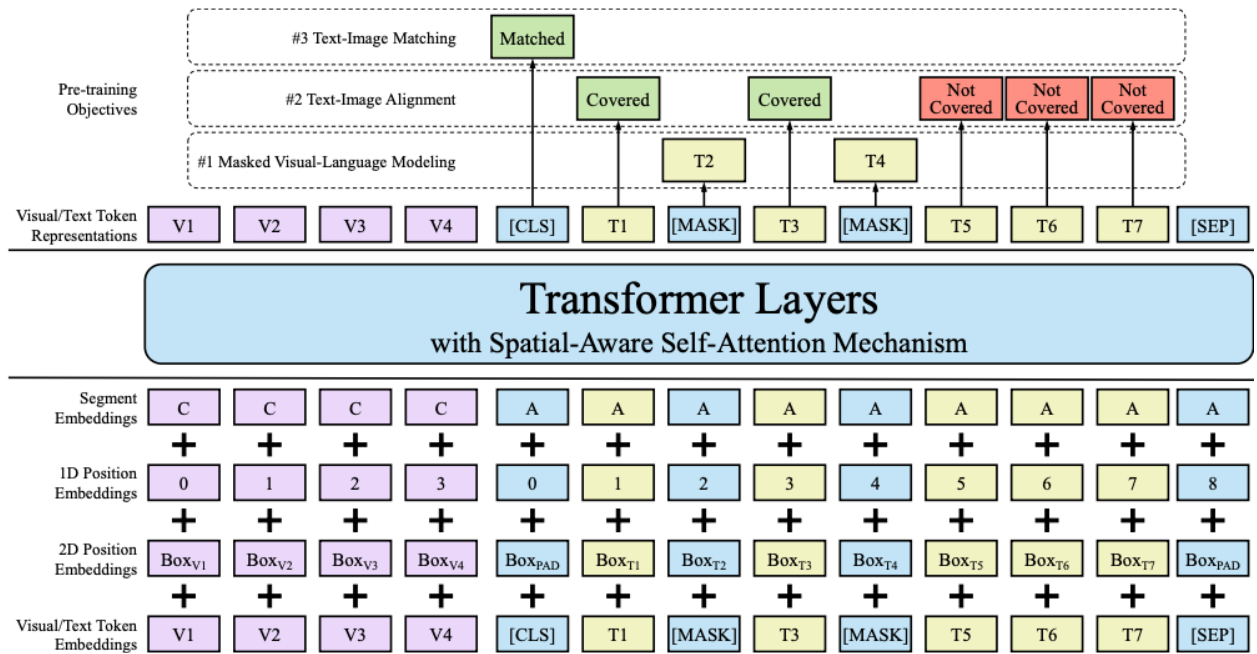 #3 Text-Image Matching Matched
Pre-training
Objectives
#2 Text-Image Alignment Covered Covered Not Covered Not Covered Not Covered
#1 Masked Visual-Language Modeling T2 T4
Visual/Text Token
Representations
V1 V2 V3 V4 [CLS] T1 [MASK] T3 [MASK] T5 T6 T7 [SEP]
Transformer Layers
with Spatial-Aware Self-Attention Mechanism
Segment
Embeddings
C C C C A A A A A A A A A
+ + + + + + + + + + + + +
1D Position
Embeddings
0 1 2 3 0 1 2 3 4 5 6 7 8
+ + + + + + + + + + + + +
2D Position
Embeddings
BoxV1 BoxV2 BoxV3 BoxV4 BoxPAD BoxT1 BoxT2 BoxT3 BoxT4 BoxT5 BoxT6 BoxT7 BoxPAD
+ + + + + + + + + + + + +
Visual/Text Token
Embeddings
V1 V2 V3 V4 [CLS] T1 [MASK] T3 [MASK] T5 T6 T7 [SEP]